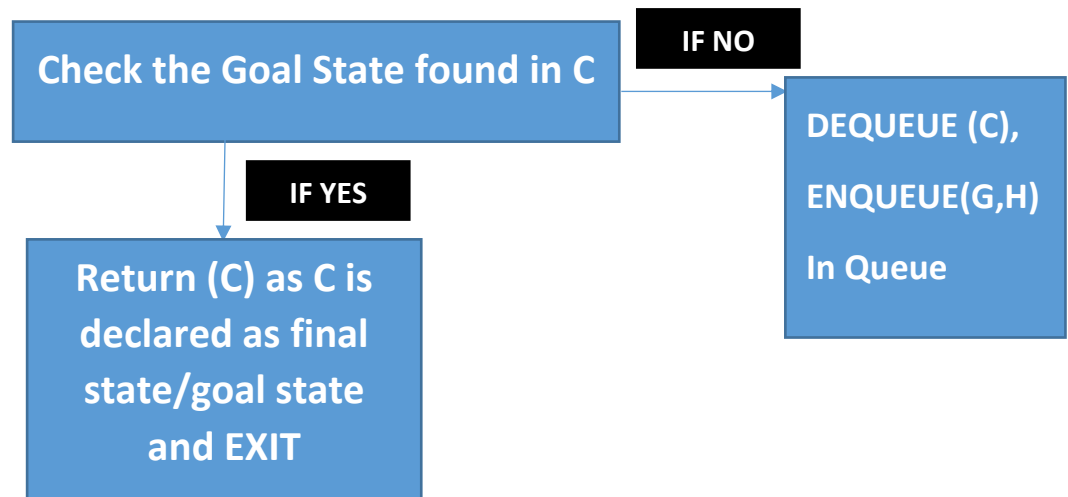 Check the Goal State found in C
IF NO
DEQUEUE (C),
ENQUEUE(G,H)
In Queue
IF YES
Return (C) as C is
declared as final
state/goal state
and EXIT